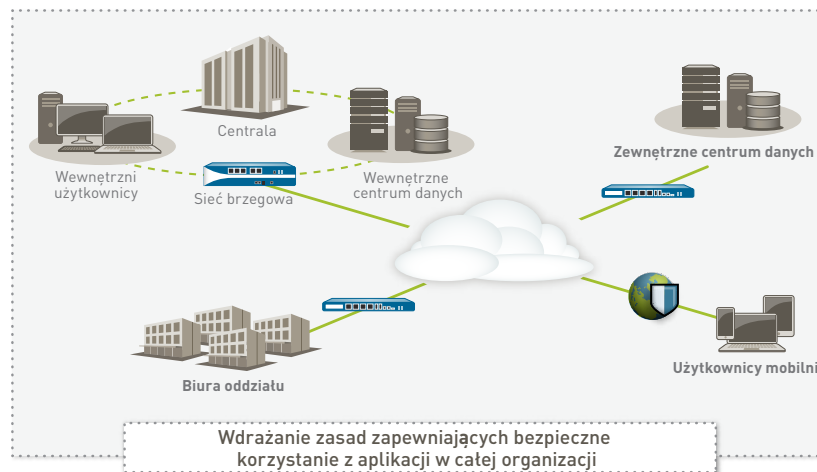 Centrala
Wewnętrzni
użytkownicy
Sieć brzegowa
Wewnętrzne
centrum danych
Zewnętrzne centrum danych
Biura oddziału
Użytkownicy mobilni
Wdrażanie zasad zapewniających bezpieczne
korzystanie z aplikacji w całej organizacji